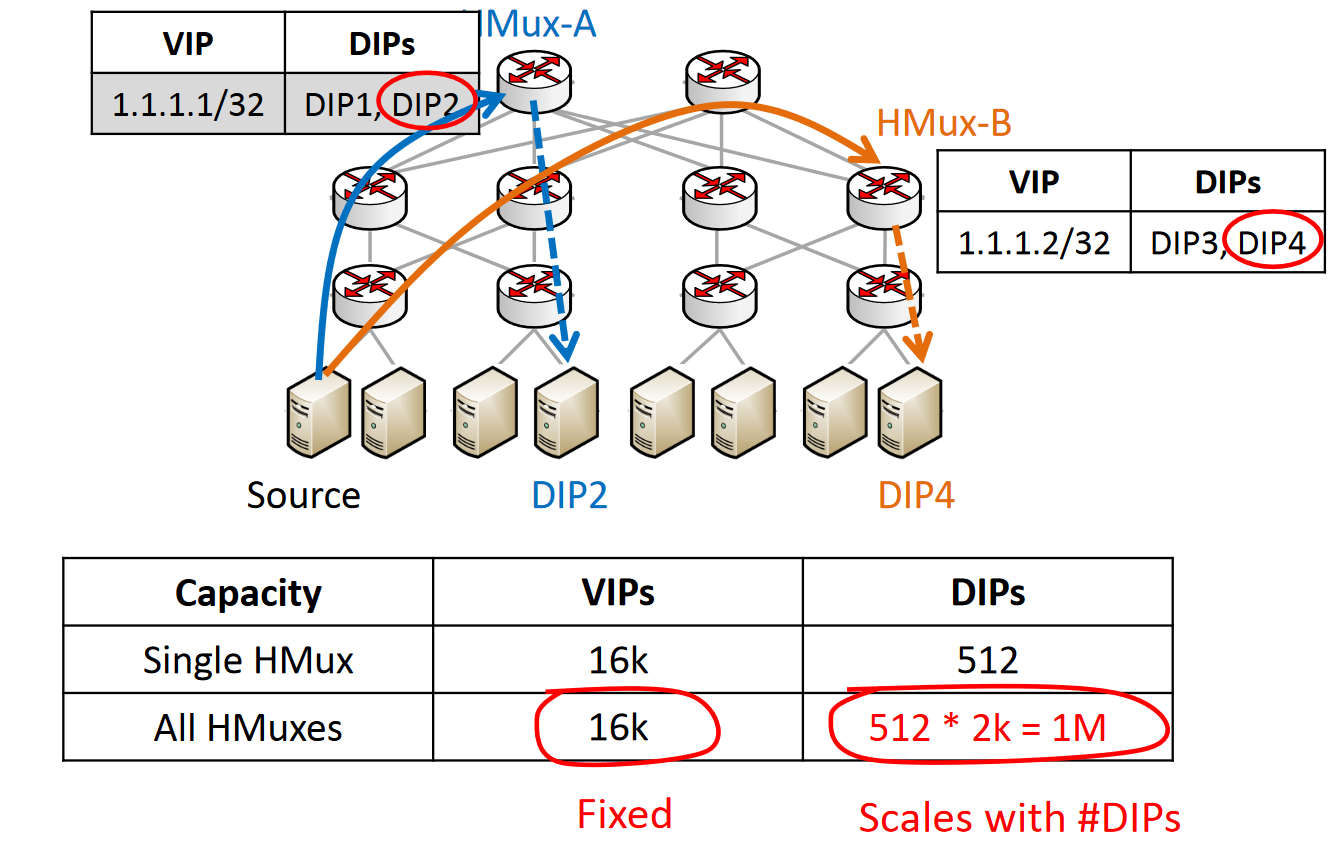 HMux-A
VIP DIPs
1.1.1.1/32 DIP1, DIP2
HMux-B
VIP DIPs
1.1.1.2/32 DIP3, DIP4
Source DIP2 DIP4
Capacity VIPs DIPs
Single HMux 16k 512
All HMuxes 16k 512 * 2k = 1M
Fixed Scales with #DIPs